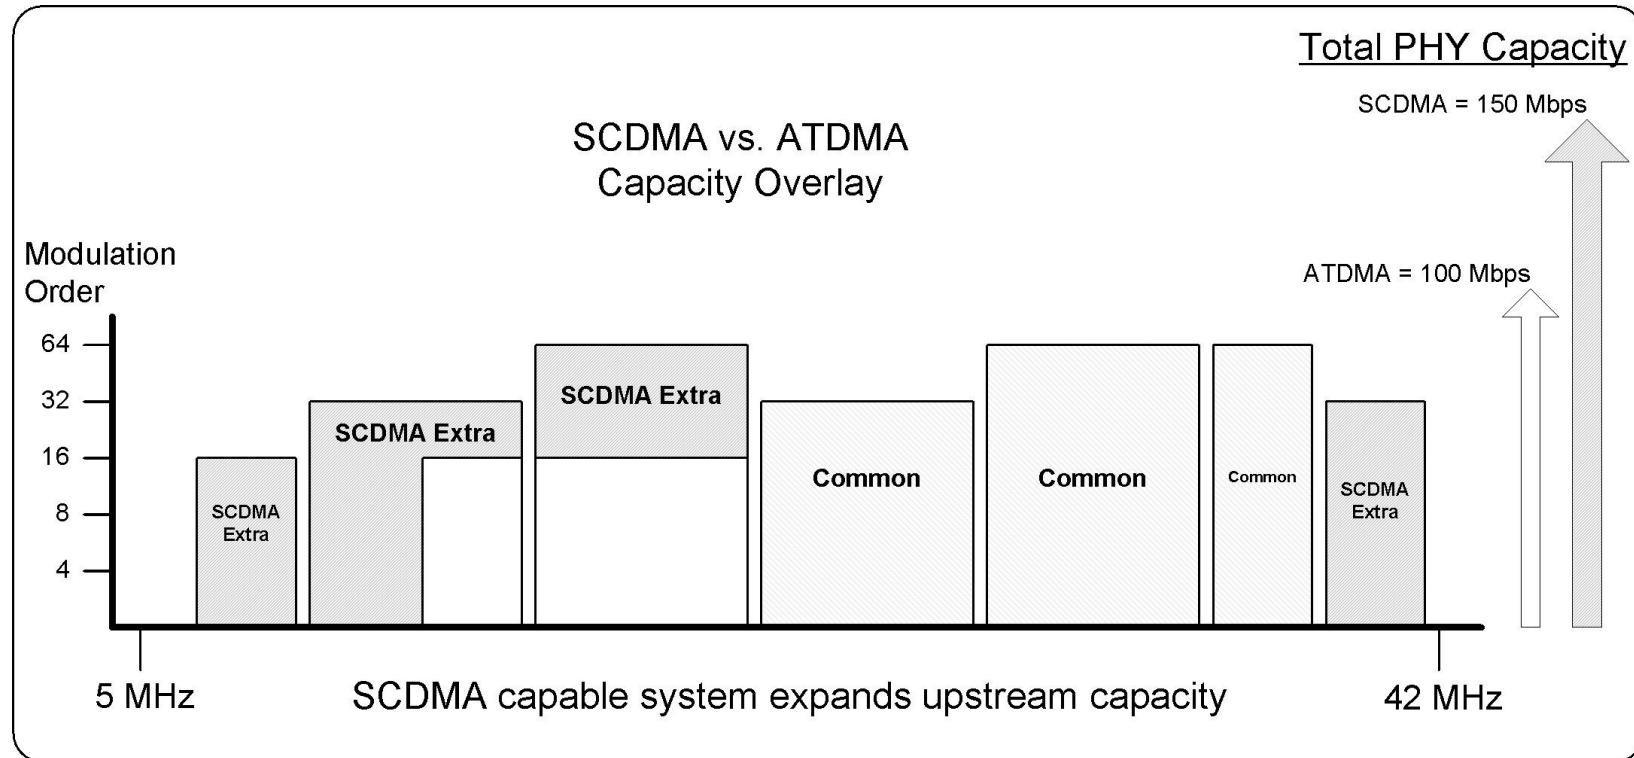 Total PHY Capacity
SCDMA = 150 Mbps
SCDMA vs. ATDMA
Capacity Overlay
ATDMA = 100 Mbps
Modulation
Order
64
32
16
8
4
SCDMA
Extra
SCDMA Extra
SCDMA Extra
Common
Common
Common
SCDMA
Extra
5 MHz
SCDMA capable system expands upstream capacity
42 MHz